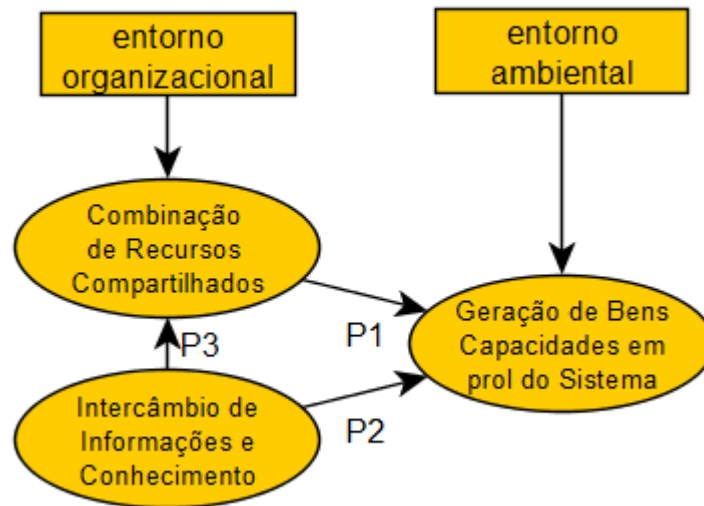 entorno
organizacional
entorno
ambiental
Combinação
de Recursos
Compartilhados
P3
P1
Geração de Bens
Capacidades em
prol do Sistema
Intercâmbio de
Informações e
Conhecimento
P2